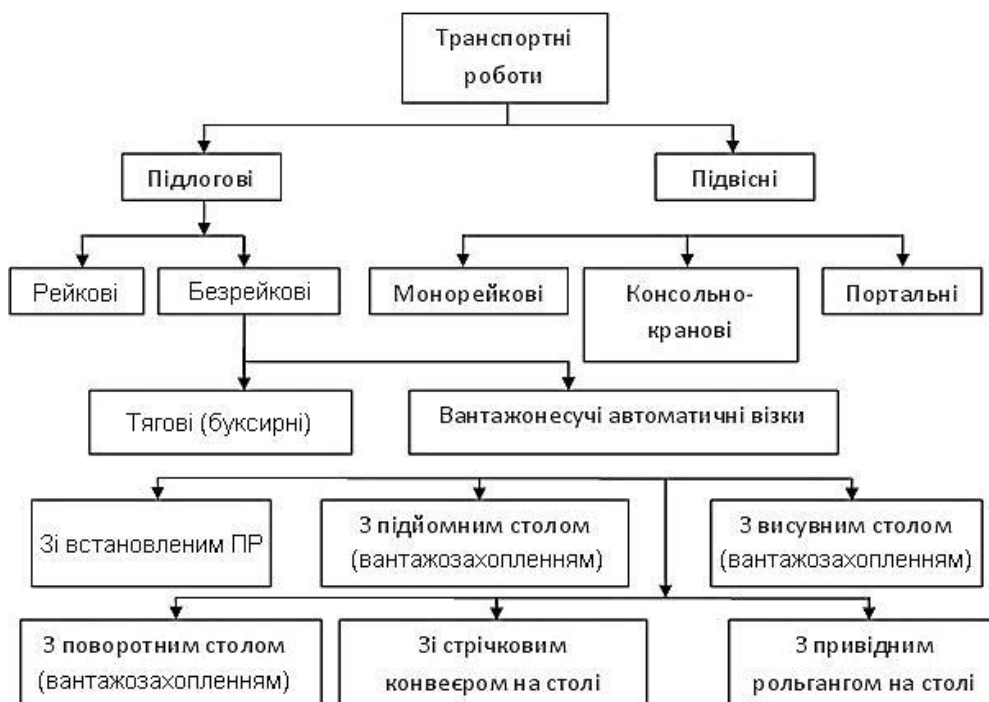 Транспортні
роботи
Підлогові
Підвісні
Рейкові
Безрейкові
Монорейкові
Консольно-
кранові
Портальні
Тягові (буксирні)
Вантажонесучі автоматичні візки
Зі встановленим ПР
З підйомним столом
(вантажозахопленням)
З висувним столом
(вантажозахопленням)
З поворотним столом
(вантажозахопленням)
Зі стрічковим
конвеєром на столі
З привідним
рольгангом на столі